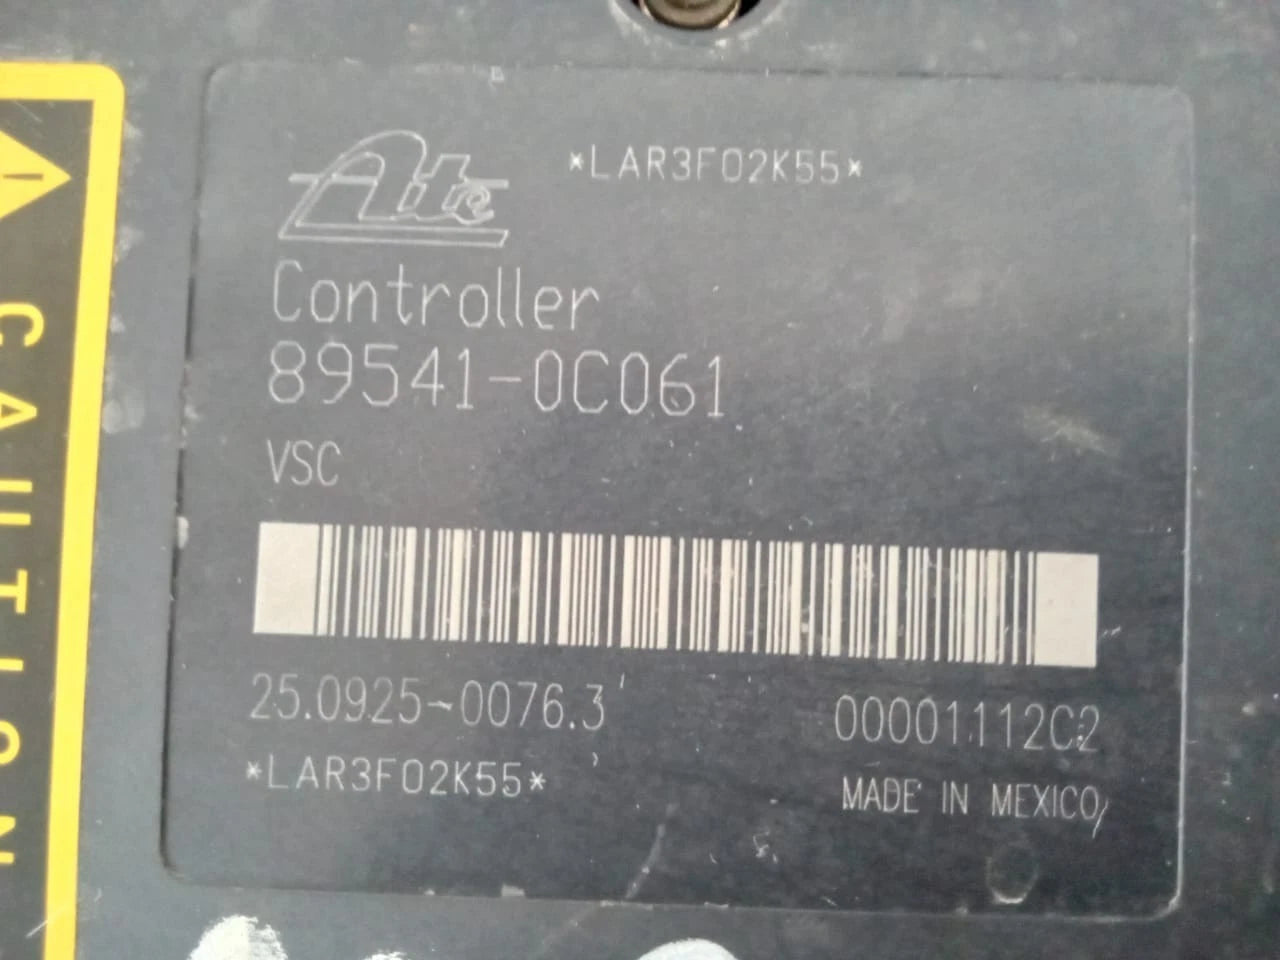 Ate *LAR3F02K55*
Controller
89541-0C061
VSC
25.0925-0076.3 00001112C2
*LAR3F02K55* MADE IN MEXICO
CAUTION